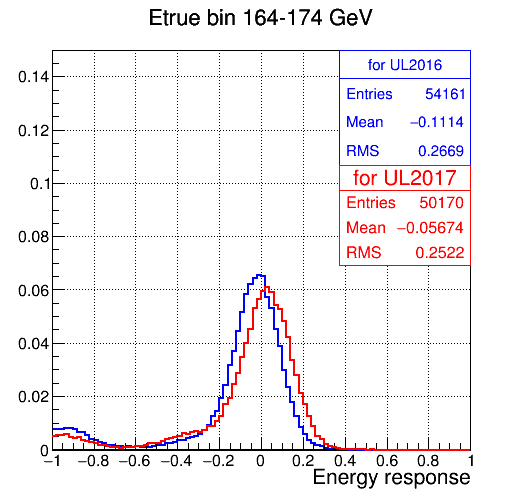 Etrue bin 164-174 GeV
for UL2016
Entries 54161
Mean −0.1114
RMS 0.2669
for UL2017
Entries 50170
Mean −0.05674
RMS 0.2522
0.14
0.12
0.1
0.08
0.06
0.04
0.02
0
−1 −0.8 −0.6 −0.4 −0.2 0 0.2 0.4 0.6 0.8 1
Energy response